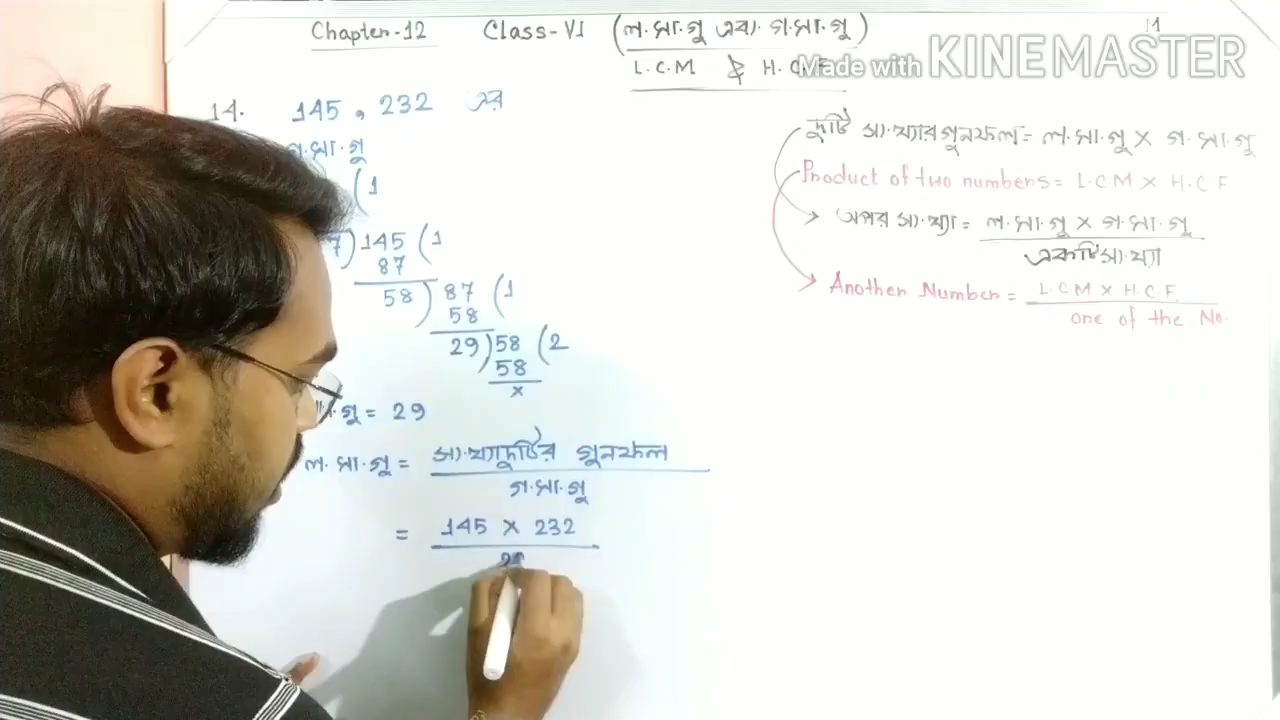 Chapter-12 Class-VI (ল.সা.গু এবং গ.সা.গু)
L.C.M & H.C.F
Made with KINEMASTER
14. 145, 232 এর
গ.সা.গু
(1
7) 145 (1
87
58) 87 (1
58
29) 58 (2
58
×
সা.গু = 29
ল.সা.গু = সংখ্যাদুটির গুনফল
গ.সা.গু
= 145 × 232
দুটি সংখ্যার গুনফল = ল.সা.গু × গ.সা.গু
Product of two numbers = L.C.M × H.C.F
অপর সংখ্যা = ল.সা.গু × গ.সা.গু
একটি সংখ্যা
Another Number = L.C.M × H.C.F.
one of the No.